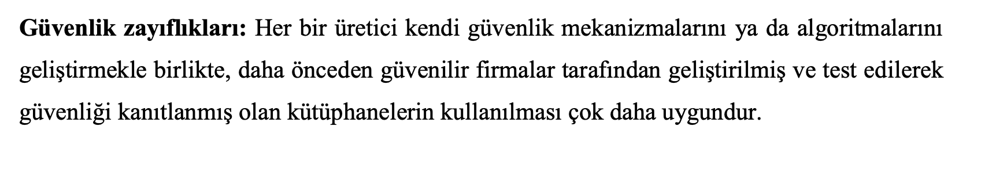 Güvenlik zayıflıkları: Her bir üretici kendi güvenlik mekanizmalarını ya da algoritmalarını
geliştirmekle birlikte, daha önceden güvenilir firmalar tarafından geliştirilmiş ve test edilerek
güvenliği kanıtlanmış olan kütüphanelerin kullanılması çok daha uygundur.